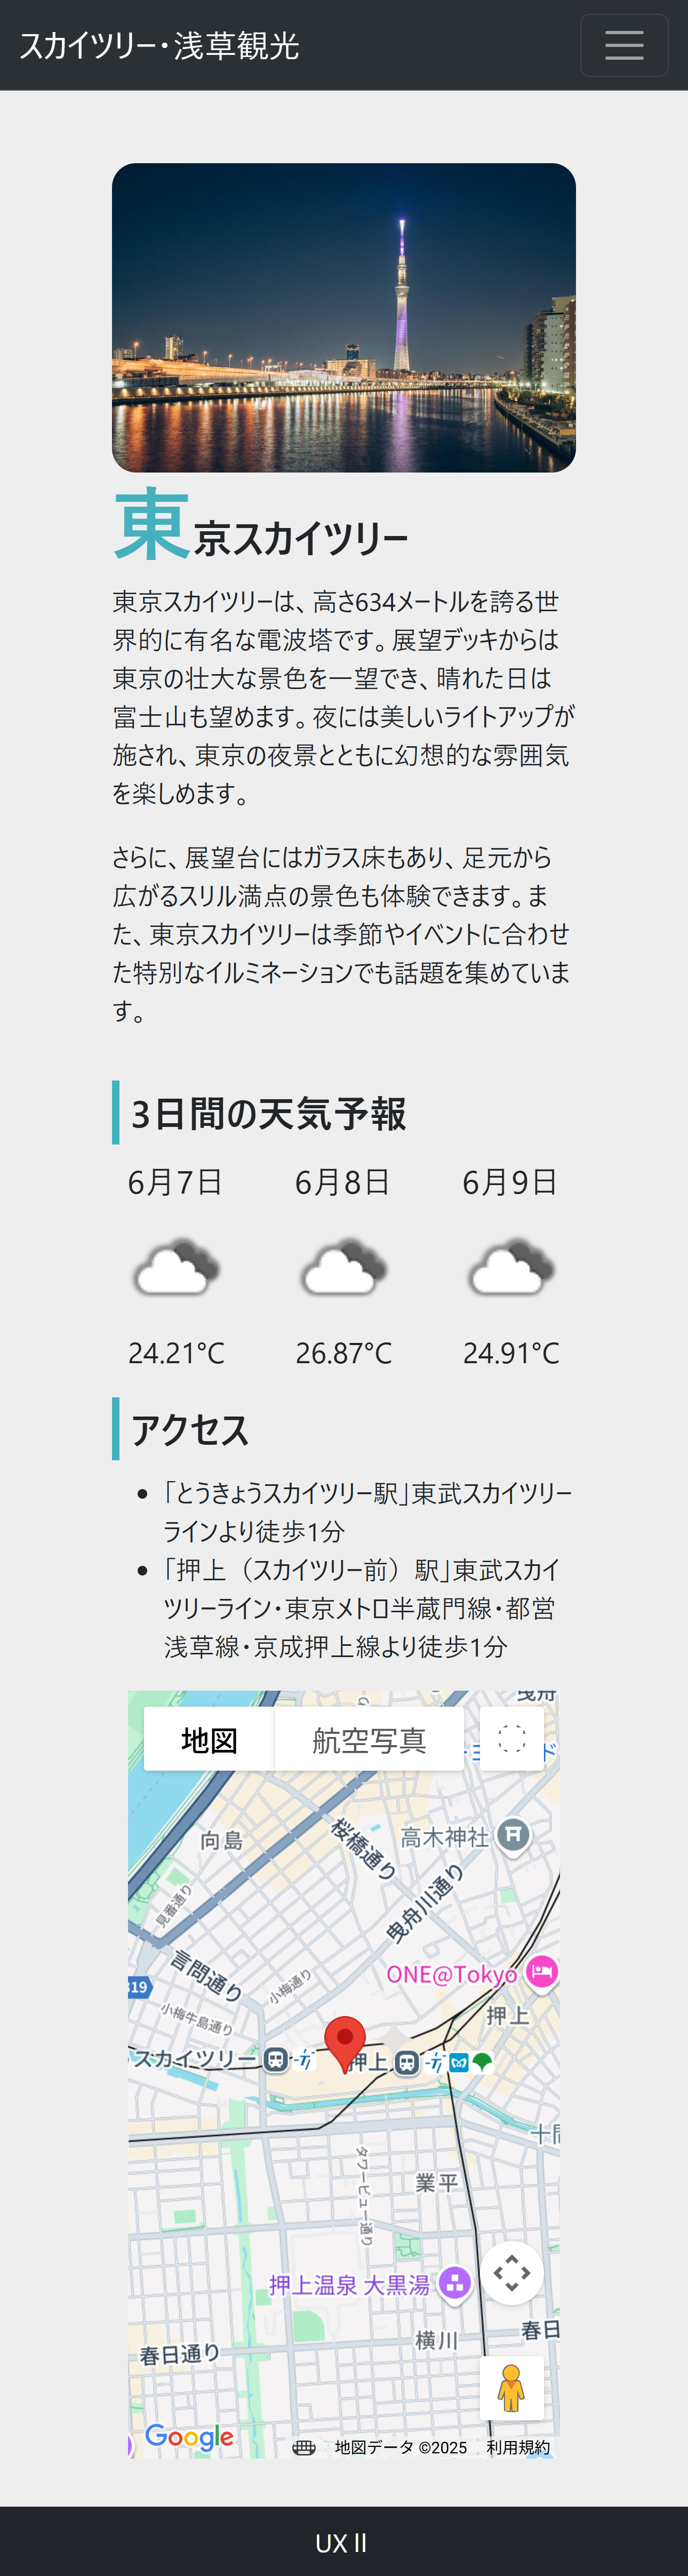 スカイツリー・浅草観光
東京スカイツリー
東京スカイツリーは、高さ634メートルを誇る世
界的に有名な電波塔です。展望デッキからは
東京の壮大な景色を一望でき、晴れた日は
富士山も望めます。夜には美しいライトアップが
施され、東京の夜景とともに幻想的な雰囲気
を楽しめます。
さらに、展望台にはガラス床もあり、足元から
広がるスリル満点の景色も体験できます。ま
た、東京スカイツリーは季節やイベントに合わせ
た特別なイルミネーションでも話題を集めていま
す。
3日間の天気予報
6月7日 6月8日 6月9日
24.21°C 26.87°C 24.91°C
アクセス
「とうきょうスカイツリー駅」東武スカイツリー
ラインより徒歩1分
「押上（スカイツリー前）駅」東武スカイ
ツリーライン・東京メトロ半蔵門線・都営
浅草線・京成押上線より徒歩1分
曳舟
地図 航空写真
向島
桜橋通り
高木神社
見番通り
曳舟川通り
言問通り
小梅通り
ONE@Tokyo
小梅牛島通り
押上
スカイツリー
押上
タワービュー通り
業平
押上温泉 大黒湯
横川
春日通り
春日
Google
地図データ ©2025 利用規約
UXⅡ